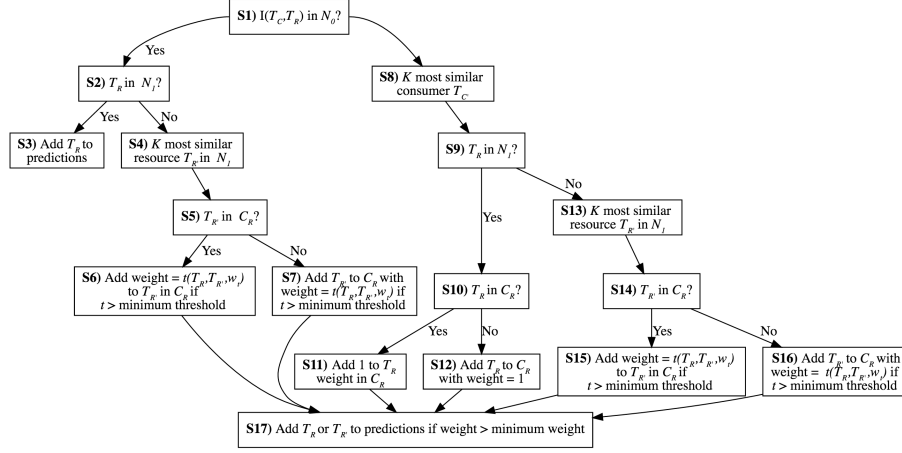 S1) I(T_C,T_R) in N_0?
Yes
S2) T_R in N_1?
S8) K most similar
consumer T_C'
Yes
No
S3) Add T_R to
predictions
S4) K most similar
resource T_R' in N_1
S9) T_R in N_1?
No
S5) T_R' in C_R?
Yes
S13) K most similar
resource T_R' in N_1
Yes
No
S6) Add weight = t(T_R,T_R',w_t)
to T_R' in C_R if
t > minimum threshold
S7) Add T_R' to C_R with
weight = t(T_R,T_R',w_t) if
t > minimum threshold
S10) T_R in C_R?
S14) T_R' in C_R?
Yes
No
Yes
No
S11) Add 1 to T_R
weight in C_R
S12) Add T_R to C_R
with weight = 1
S15) Add weight = t(T_R,T_R',w_t)
to T_R' in C_R if
t > minimum threshold
S16) Add T_R' to C_R with
weight = t(T_R,T_R',w_t) if
t > minimum threshold
S17) Add T_R or T_R' to predictions if weight > minimum weight